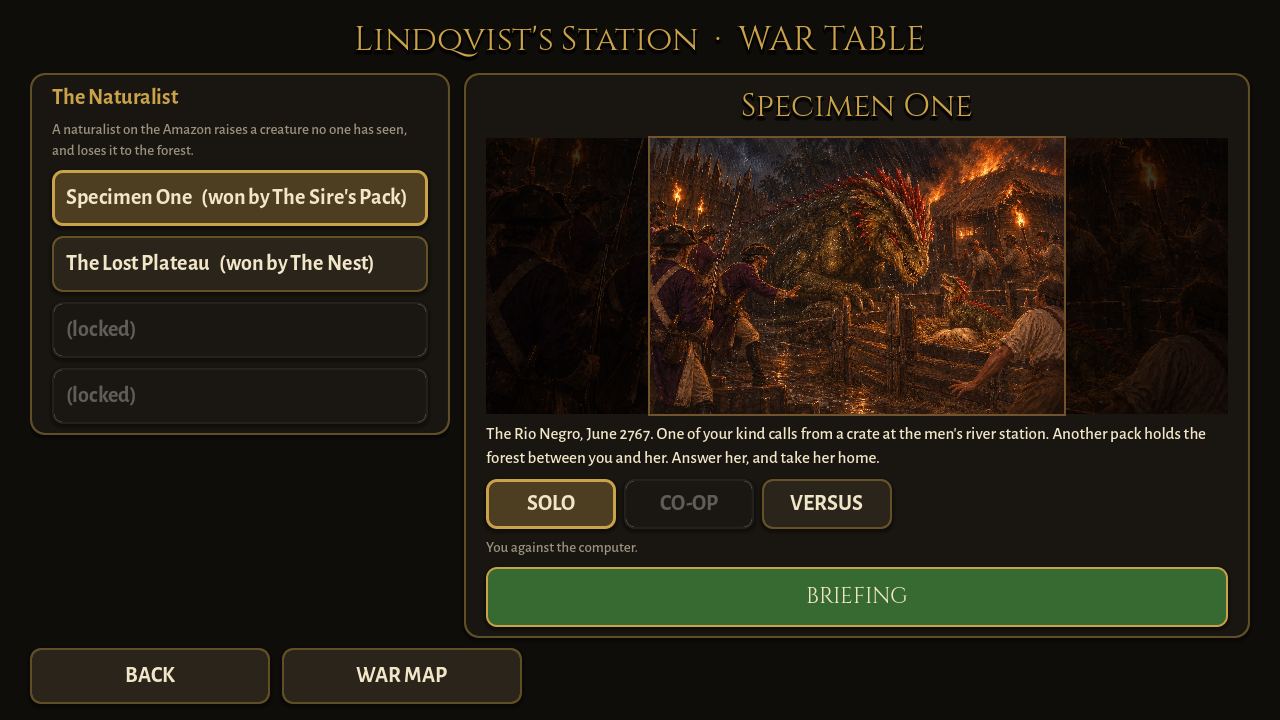 LINDQVIST'S STATION · WAR TABLE
The Naturalist
A naturalist on the Amazon raises a creature no one has seen,
and loses it to the forest.
Specimen One (won by The Sire's Pack)
The Lost Plateau (won by The Nest)
(locked)
(locked)
SPECIMEN ONE
The Rio Negro, June 2767. One of your kind calls from a crate at the men's river station. Another pack holds the
forest between you and her. Answer her, and take her home.
SOLO
CO-OP
VERSUS
You against the computer.
BRIEFING
BACK
WAR MAP